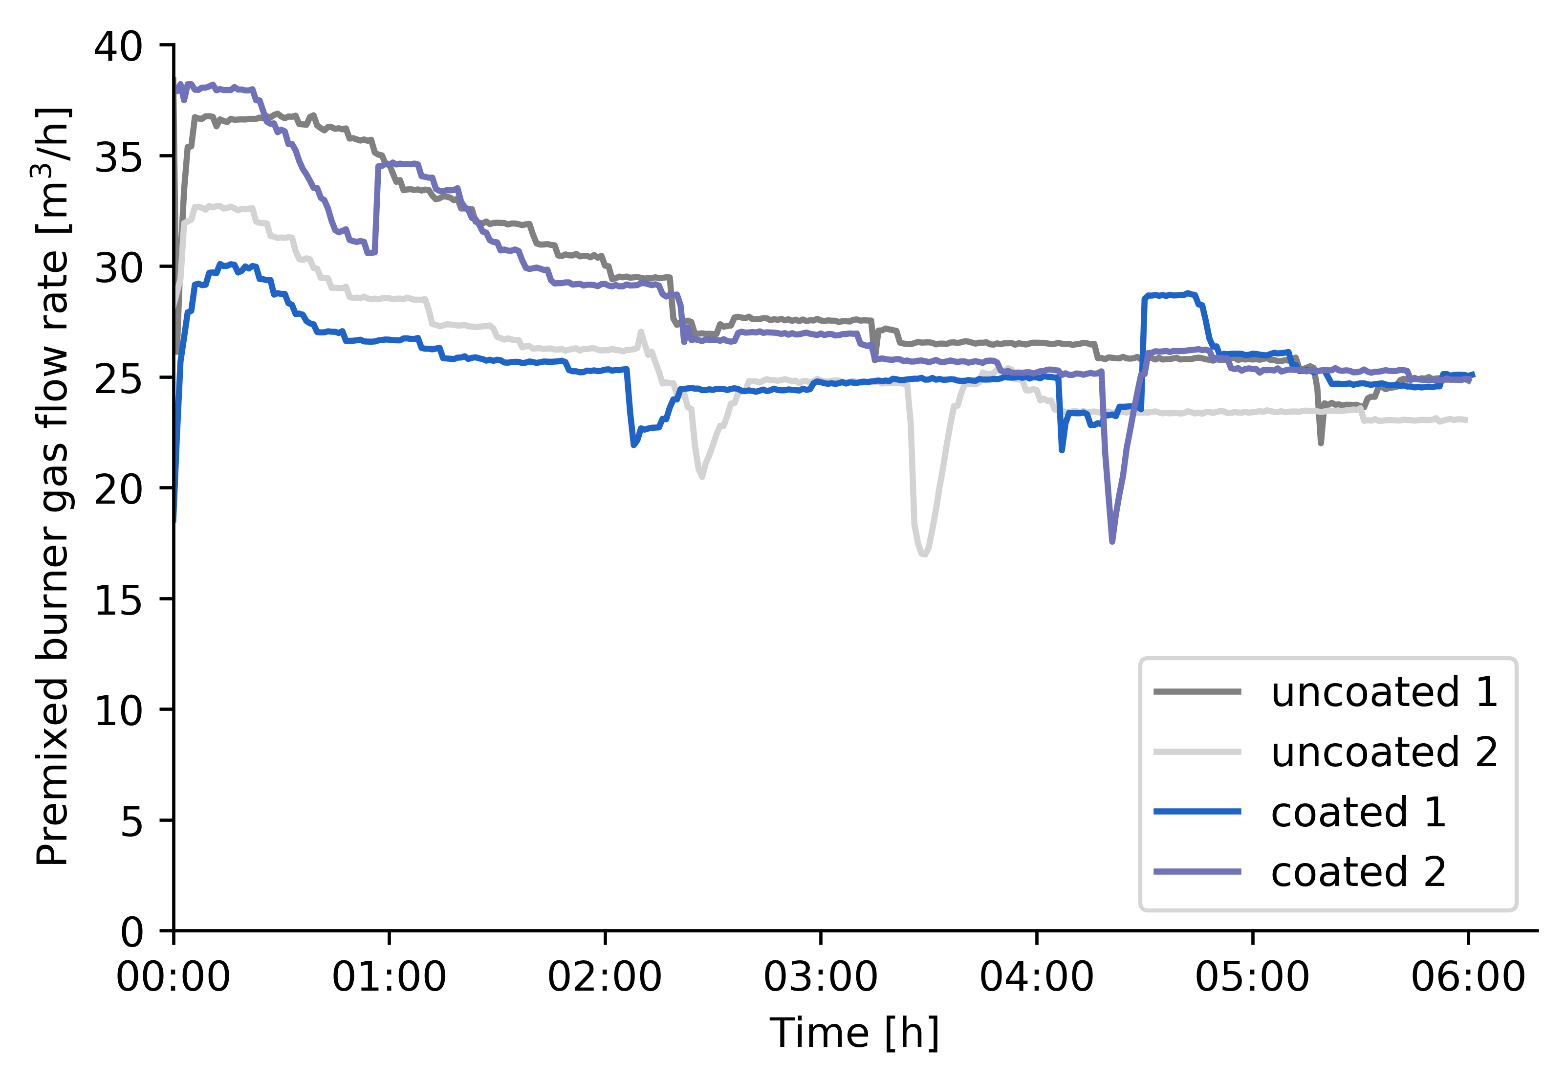 Premixed burner gas flow rate [m³/h]
40
35
30
25
20
15
10
5
0
00:00 01:00 02:00 03:00 04:00 05:00 06:00
Time [h]
uncoated 1
uncoated 2
coated 1
coated 2